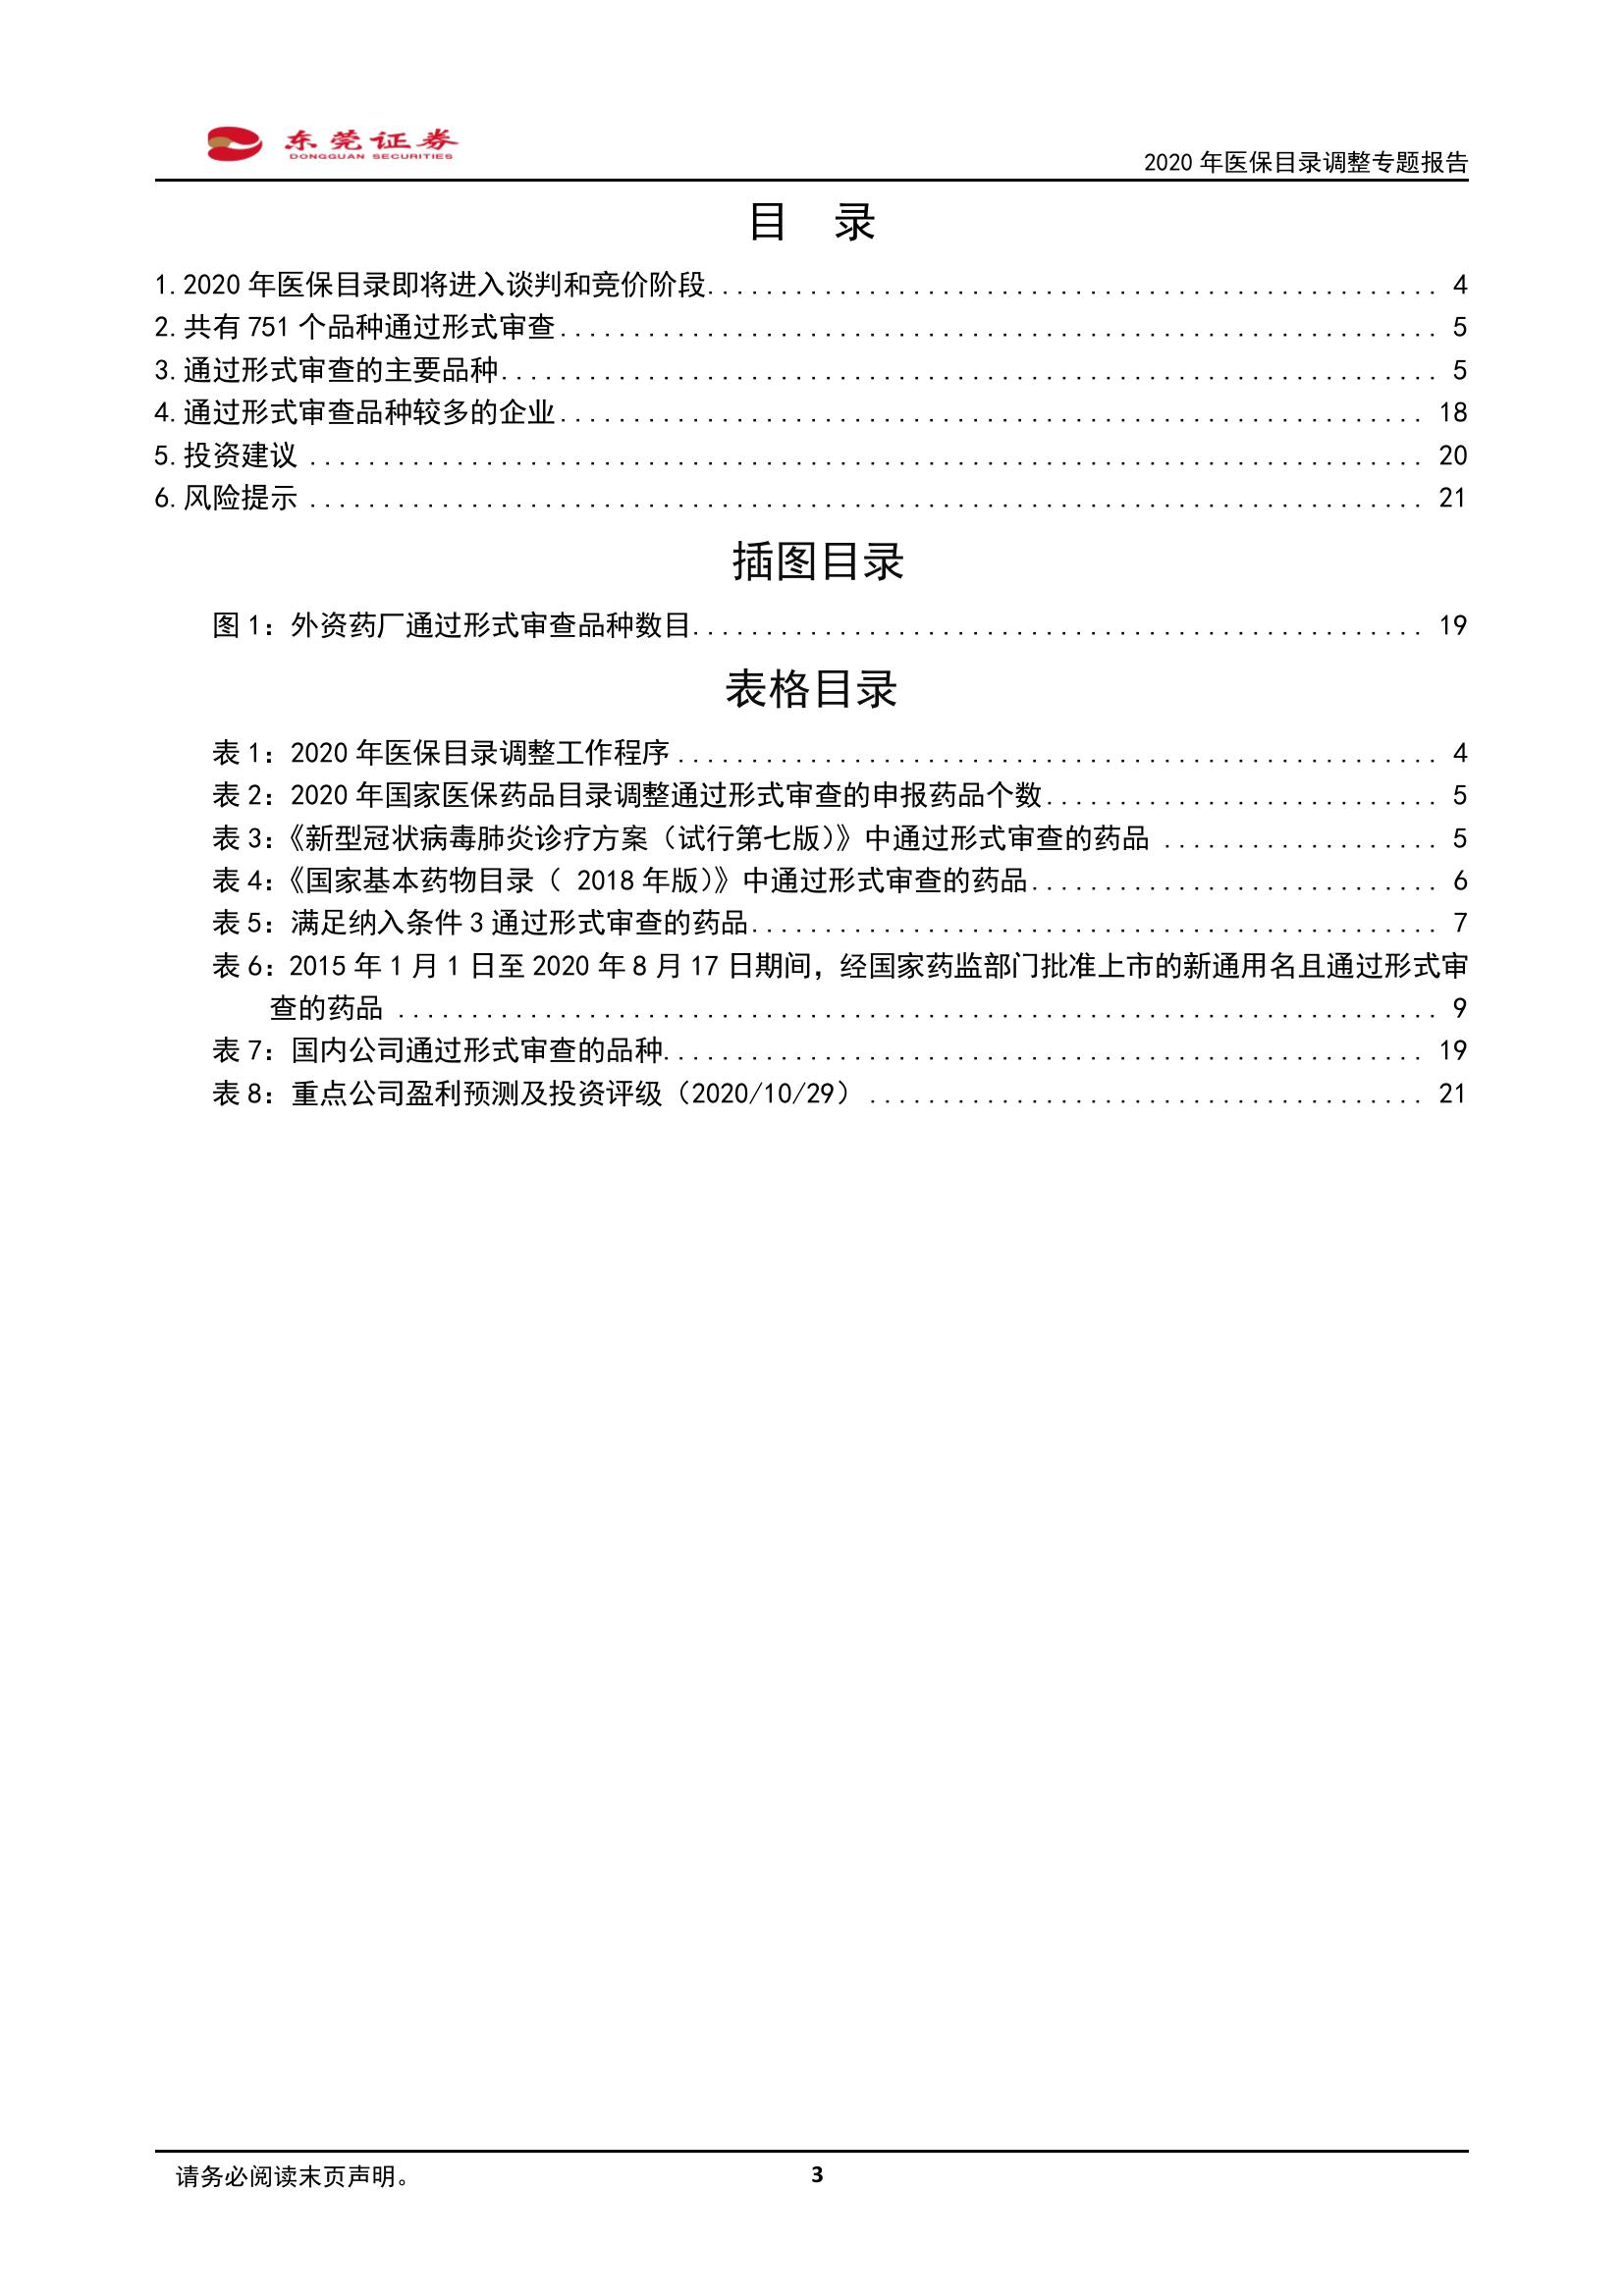 东莞证券
DONGGUAN SECURITIES
2020 年医保目录调整专题报告
目 录
1.2020 年医保目录即将进入谈判和竞价阶段.................................................. 4
2.共有 751 个品种通过形式审查............................................................ 5
3.通过形式审查的主要品种................................................................ 5
4.通过形式审查品种较多的企业........................................................... 18
5.投资建议 ............................................................................ 20
6.风险提示 ............................................................................ 21
插图目录
图 1：外资药厂通过形式审查品种数目.................................................. 19
表格目录
表 1：2020 年医保目录调整工作程序 .................................................... 4
表 2：2020 年国家医保药品目录调整通过形式审查的申报药品个数........................... 5
表 3：《新型冠状病毒肺炎诊疗方案（试行第七版）》中通过形式审查的药品 ................... 5
表 4：《国家基本药物目录（ 2018 年版）》中通过形式审查的药品............................ 6
表 5：满足纳入条件 3 通过形式审查的药品............................................... 7
表 6：2015 年 1 月 1 日至 2020 年 8 月 17 日期间，经国家药监部门批准上市的新通用名且通过形式审
查的药品 ....................................................................... 9
表 7：国内公司通过形式审查的品种.................................................... 19
表 8：重点公司盈利预测及投资评级（2020/10/29） ...................................... 21
请务必阅读末页声明。
3